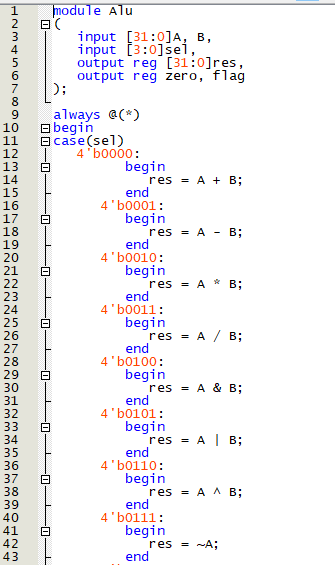 1 module Alu
2 (
3 input [31:0]A, B,
4 input [3:0]sel,
5 output reg [31:0]res,
6 output reg zero, flag
7 );
8
9 always @(*)
10 begin
11 case(sel)
12 4'b0000:
13 begin
14 res = A + B;
15 end
16 4'b0001:
17 begin
18 res = A - B;
19 end
20 4'b0010:
21 begin
22 res = A * B;
23 end
24 4'b0011:
25 begin
26 res = A / B;
27 end
28 4'b0100:
29 begin
30 res = A & B;
31 end
32 4'b0101:
33 begin
34 res = A | B;
35 end
36 4'b0110:
37 begin
38 res = A ^ B;
39 end
40 4'b0111:
41 begin
42 res = ~A;
43 end